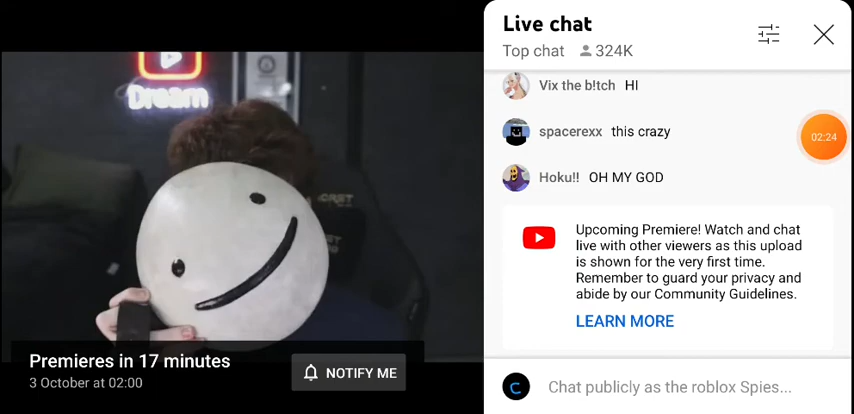 Dream
Premieres in 17 minutes
3 October at 02:00
NOTIFY ME
Live chat
Top chat 324K
Vix the b!tch HI
spacerexx this crazy
Hoku!! OH MY GOD
02:24
Upcoming Premiere! Watch and chat
live with other viewers as this upload
is shown for the very first time.
Remember to guard your privacy and
abide by our Community Guidelines.
LEARN MORE
Chat publicly as the roblox Spies...